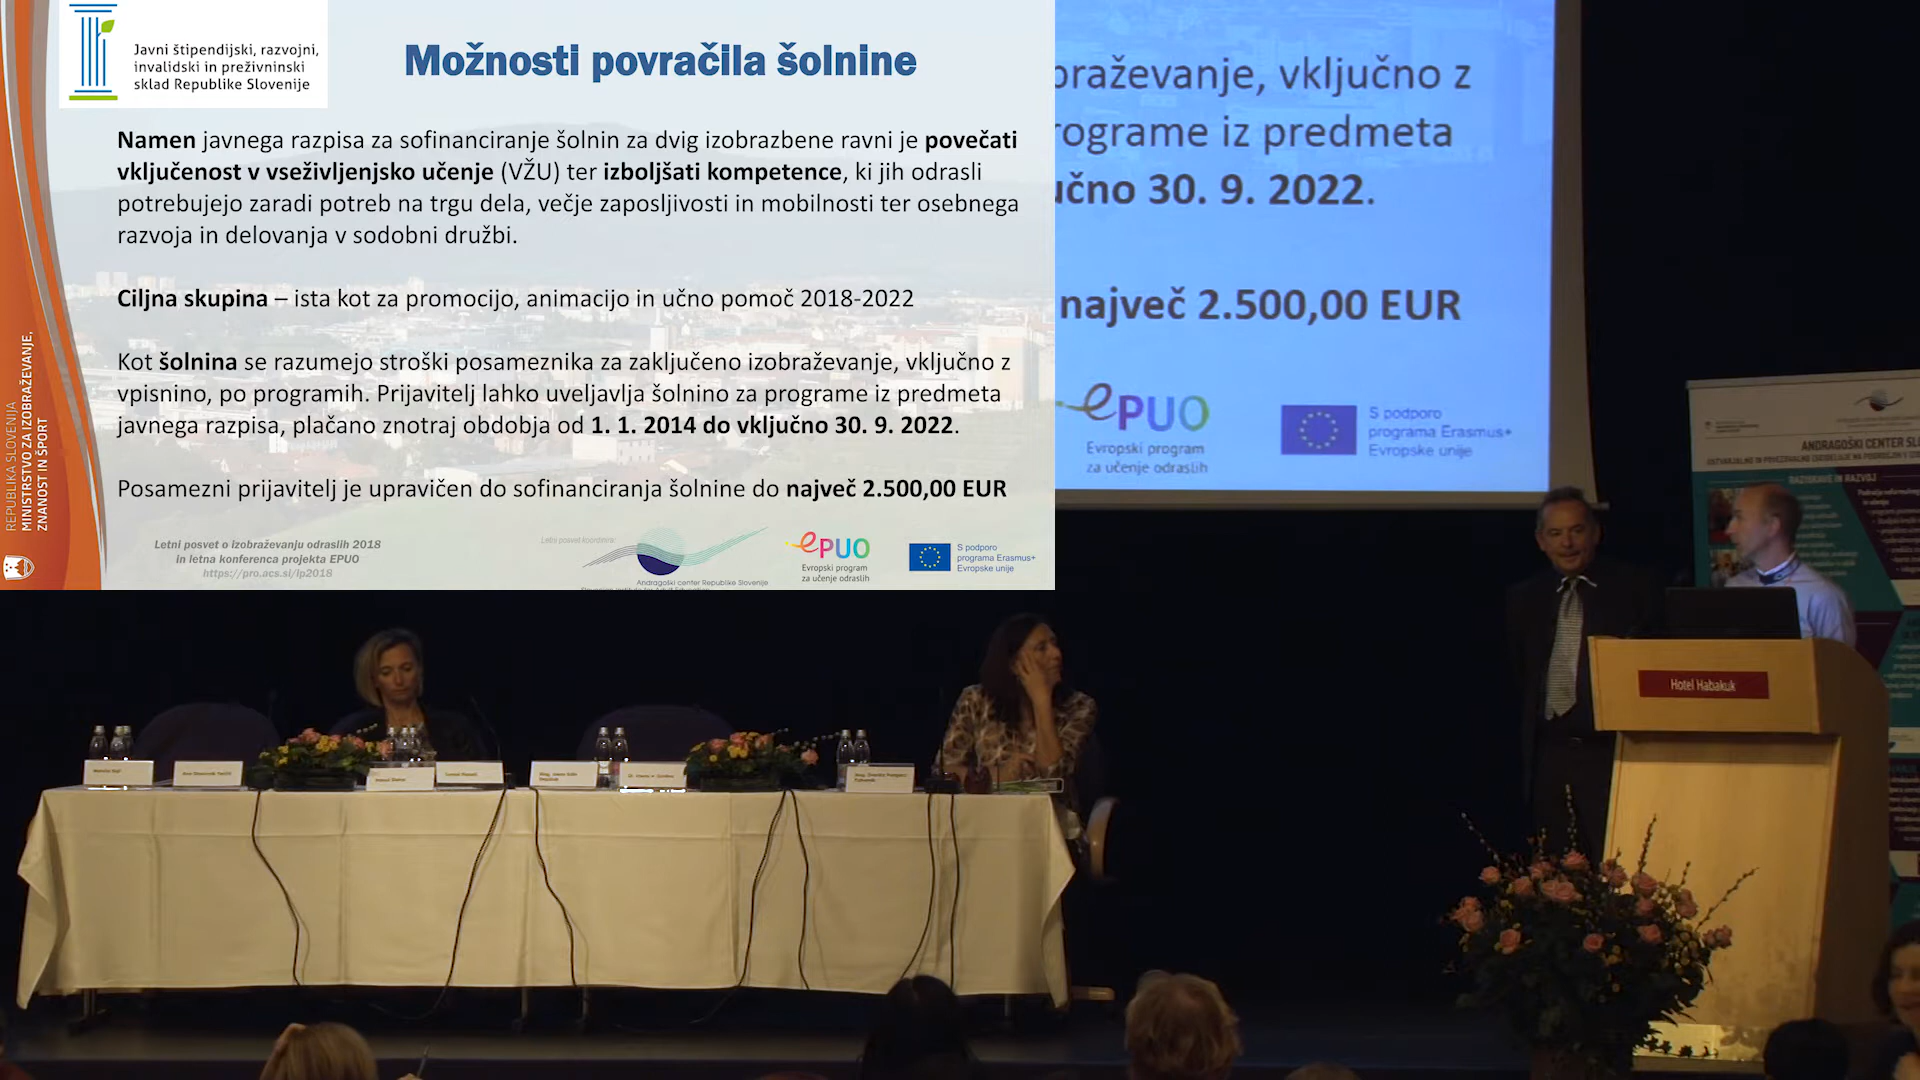 Javni štipendijski, razvojni,
invalidski in preživninski
sklad Republike Slovenije
Možnosti povračila šolnine
Namen javnega razpisa za sofinanciranje šolnin za dvig izobrazbene ravni je povečati
vključenost v vseživljenjsko učenje (VŽU) ter izboljšati kompetence, ki jih odrasli
potrebujejo zaradi potreb na trgu dela, večje zaposljivosti in mobilnosti ter osebnega
razvoja in delovanja v sodobni družbi.
Ciljna skupina – ista kot za promocijo, animacijo in učno pomoč 2018-2022
Kot šolnina se razumejo stroški posameznika za zaključeno izobraževanje, vključno z
vpisnino, po programih. Prijavitelj lahko uveljavlja šolnino za programe iz predmeta
javnega razpisa, plačano znotraj obdobja od 1. 1. 2014 do vključno 30. 9. 2022.
Posamezni prijavitelj je upravičen do sofinanciranja šolnine do največ 2.500,00 EUR
REPUBLIKA SLOVENIJA
MINISTRSTVO ZA IZOBRAŽEVANJE,
ZNANOST IN ŠPORT
Letni posvet o izobraževanju odraslih 2018
in letna konferenca projekta EPUO
https://pro.acs.si/lp2018
Letni posvet koordinira:
Andragoški center Republike Slovenije
ePUO
Evropski program
za učenje odraslih
S podporo
programa Erasmus+
Evropske unije
braževanje, vključno z
rograme iz predmeta
učno 30. 9. 2022.
največ 2.500,00 EUR
ePUO
Evropski program
za učenje odraslih
S podporo
programa Erasmus+
Evropske unije
ANDRAGOŠKI CENTER SL
RAZISKAVE IN RAZVOJ
Hotel Habakuk